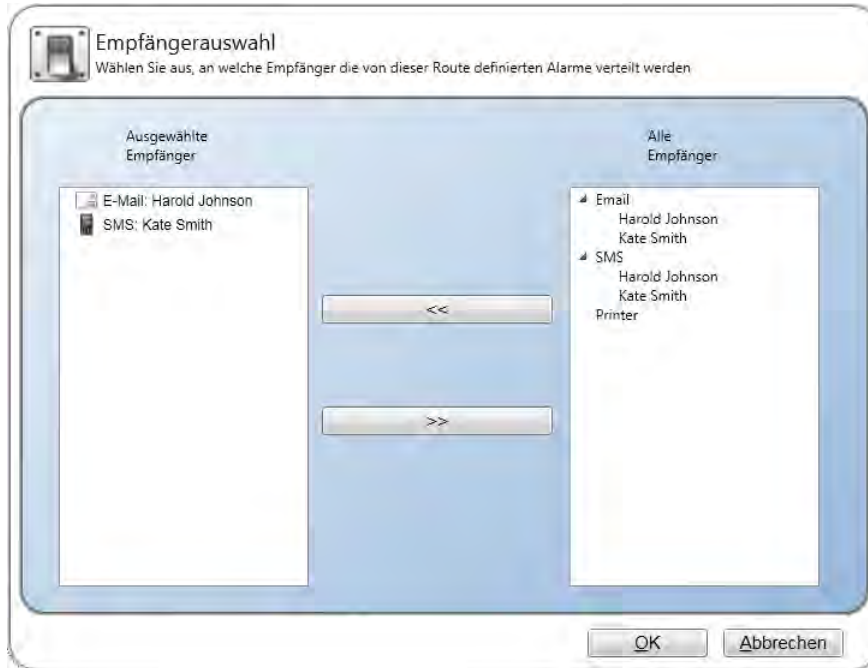 Empfängerauswahl
Wählen Sie aus, an welche Empfänger die von dieser Route definierten Alarme verteilt werden
Ausgewählte
Empfänger
Alle
Empfänger
E-Mail: Harold Johnson
SMS: Kate Smith
Email
Harold Johnson
Kate Smith
SMS
Harold Johnson
Kate Smith
Printer
<<
>>
OK
Abbrechen